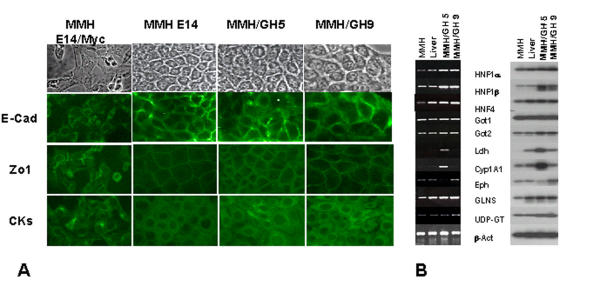 MMH MMH E14 MMH/GH5 MMH/GH9
E14/Myc
E-Cad
Zo1
CKs
A
MMH Liver MMH/GH 5 MMH/GH 9 MMH Liver MMH/GH 5 MMH/GH 9
HNF1α
HNF1β
HNF4
Got1
Got2
Ldh
Cyp1A1
Eph
GLNS
UDP-GT
β-Act
B